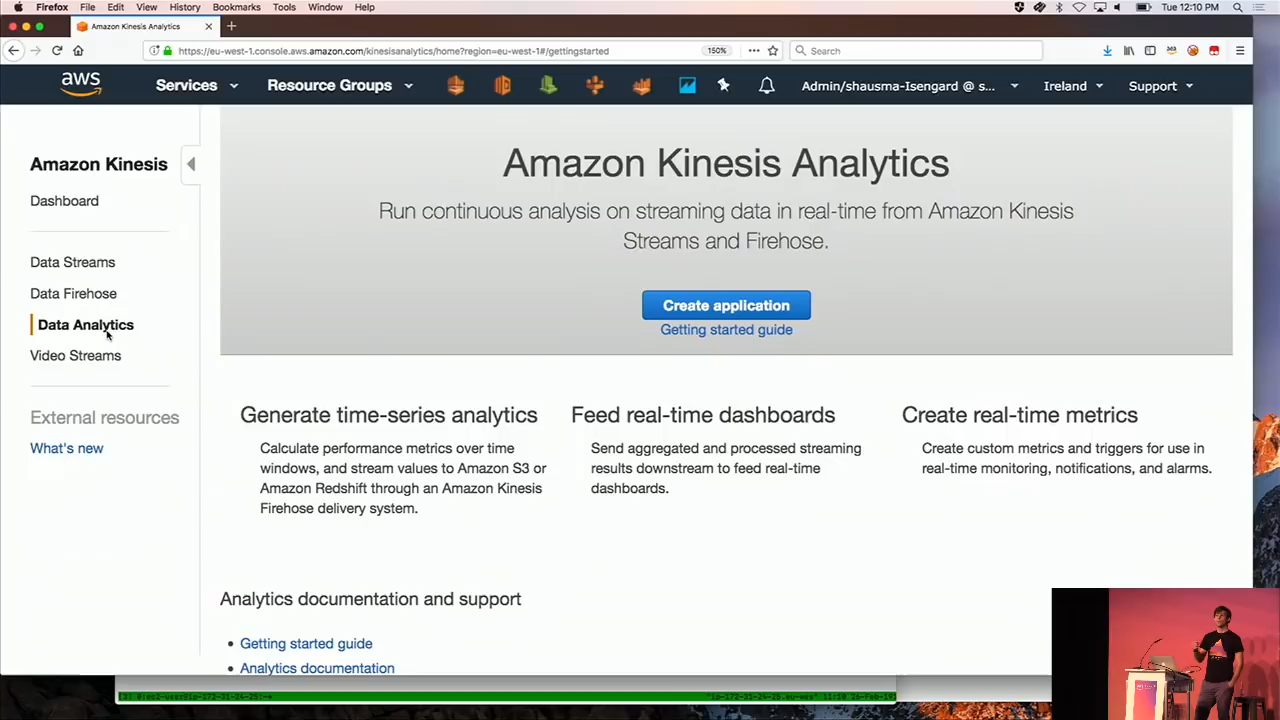 Firefox File Edit View History Bookmarks Tools Window Help
Tue 12:10 PM
Amazon Kinesis Analytics
https://eu-west-1.console.aws.amazon.com/kinesisanalytics/home?region=eu-west-1#/gettingstarted
150%
Search
aws
Services
Resource Groups
Admin/shausma-Isengard @ s...
Ireland
Support
Amazon Kinesis
Dashboard
Data Streams
Data Firehose
Data Analytics
Video Streams
External resources
What's new
Amazon Kinesis Analytics
Run continuous analysis on streaming data in real-time from Amazon Kinesis
Streams and Firehose.
Create application
Getting started guide
Generate time-series analytics
Calculate performance metrics over time
windows, and stream values to Amazon S3 or
Amazon Redshift through an Amazon Kinesis
Firehose delivery system.
Feed real-time dashboards
Send aggregated and processed streaming
results downstream to feed real-time
dashboards.
Create real-time metrics
Create custom metrics and triggers for use in
real-time monitoring, notifications, and alarms.
Analytics documentation and support
• Getting started guide
• Analytics documentation